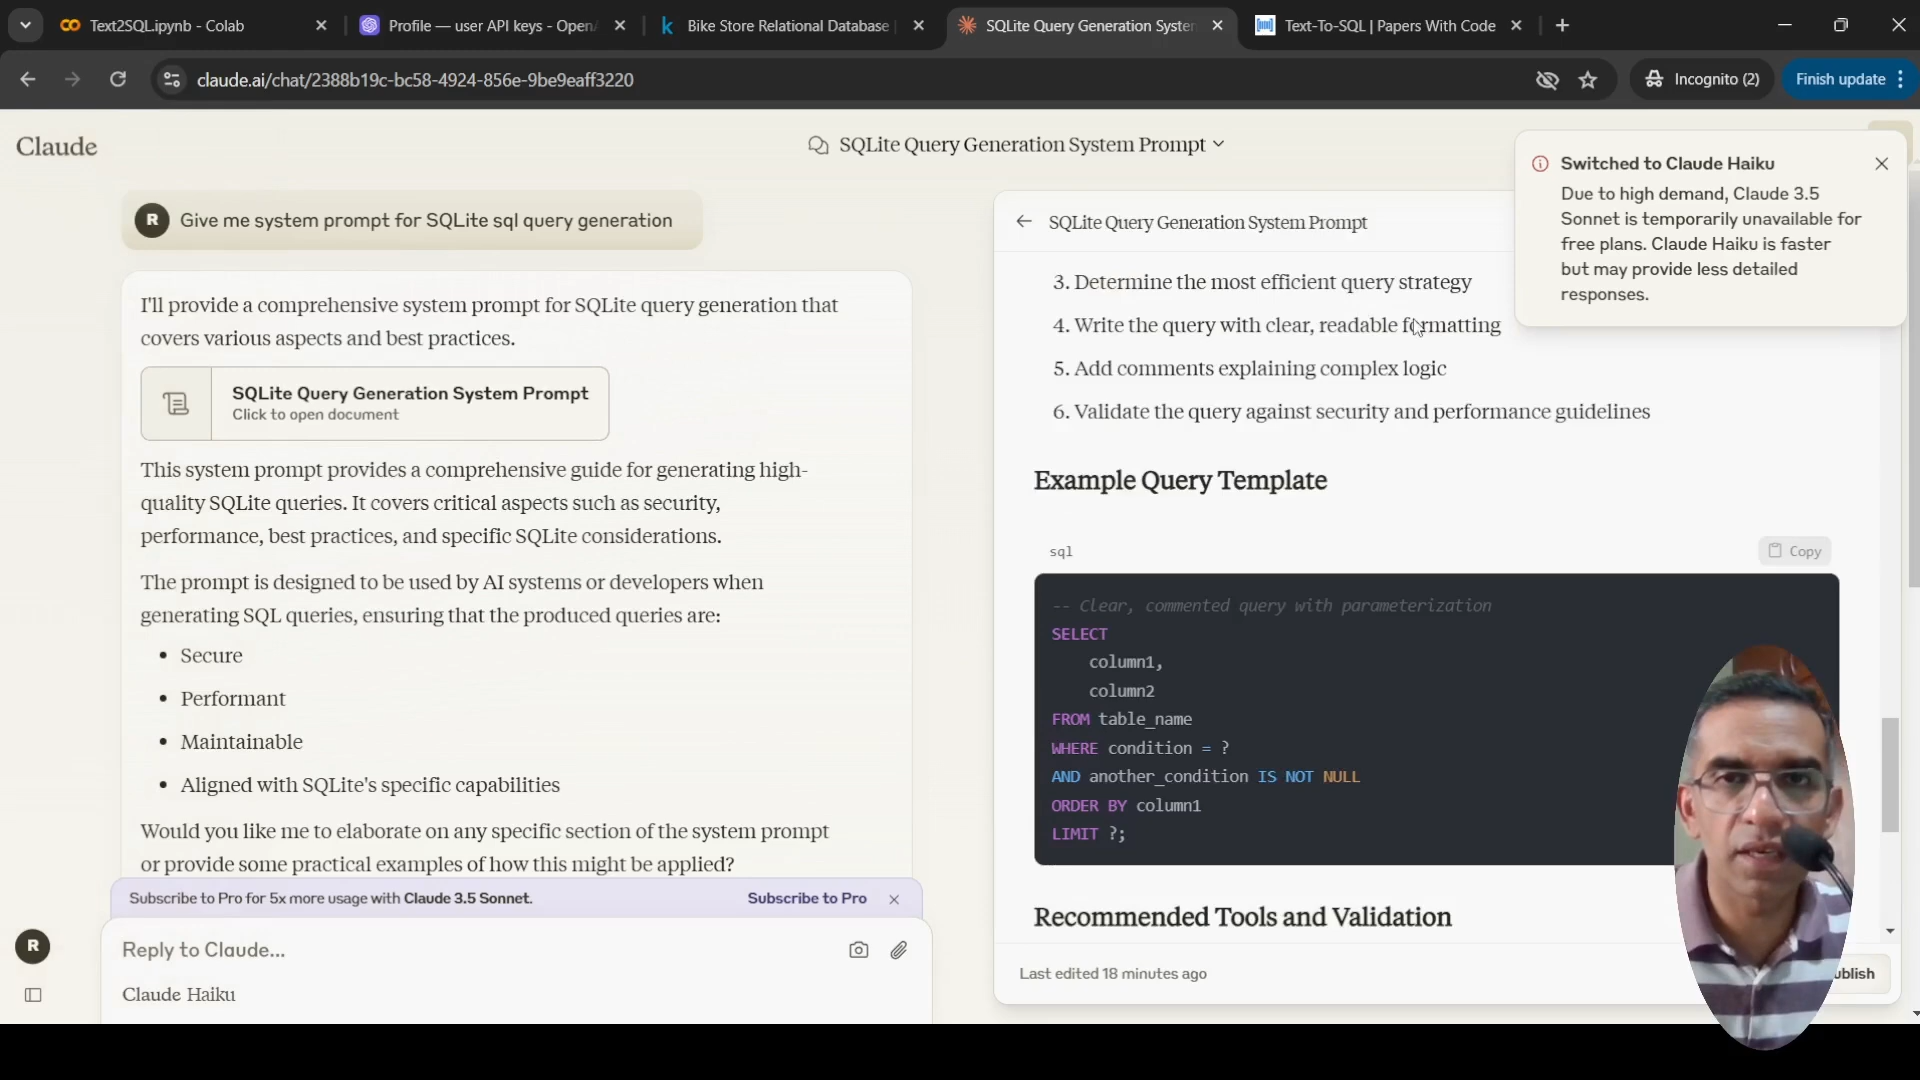 Text2SQL.ipynb - Colab
Profile — user API keys - OpenA
Bike Store Relational Database |
SQLite Query Generation System
Text-To-SQL | Papers With Code
claude.ai/chat/2388b19c-bc58-4924-856e-9be9eaff3220
Incognito (2)
Finish update
Claude
SQLite Query Generation System Prompt
R
Give me system prompt for SQLite sql query generation
I'll provide a comprehensive system prompt for SQLite query generation that
covers various aspects and best practices.
SQLite Query Generation System Prompt
Click to open document
This system prompt provides a comprehensive guide for generating high-
quality SQLite queries. It covers critical aspects such as security,
performance, best practices, and specific SQLite considerations.
The prompt is designed to be used by AI systems or developers when
generating SQL queries, ensuring that the produced queries are:
• Secure
• Performant
• Maintainable
• Aligned with SQLite's specific capabilities
Would you like me to elaborate on any specific section of the system prompt
or provide some practical examples of how this might be applied?
Subscribe to Pro for 5x more usage with Claude 3.5 Sonnet.
Subscribe to Pro
R
Reply to Claude...
Claude Haiku
SQLite Query Generation System Prompt
3. Determine the most efficient query strategy
4. Write the query with clear, readable formatting
5. Add comments explaining complex logic
6. Validate the query against security and performance guidelines
Example Query Template
sql
Copy
-- Clear, commented query with parameterization
SELECT
column1,
column2
FROM table_name
WHERE condition = ?
AND another_condition IS NOT NULL
ORDER BY column1
LIMIT ?;
Recommended Tools and Validation
Last edited 18 minutes ago
ublish
Switched to Claude Haiku
Due to high demand, Claude 3.5
Sonnet is temporarily unavailable for
free plans. Claude Haiku is faster
but may provide less detailed
responses.